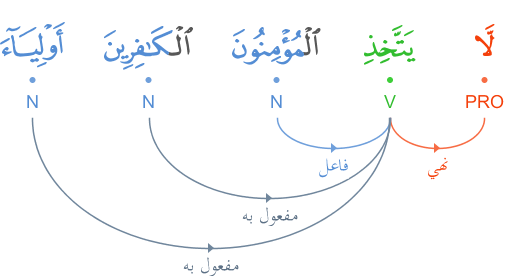 لَّا يَتَّخِذِ ٱلْمُؤْمِنُونَ ٱلْكَـٰفِرِينَ أَوْلِيَآءَ
PRO V N N N
فاعل نهي
مفعول به
مفعول به